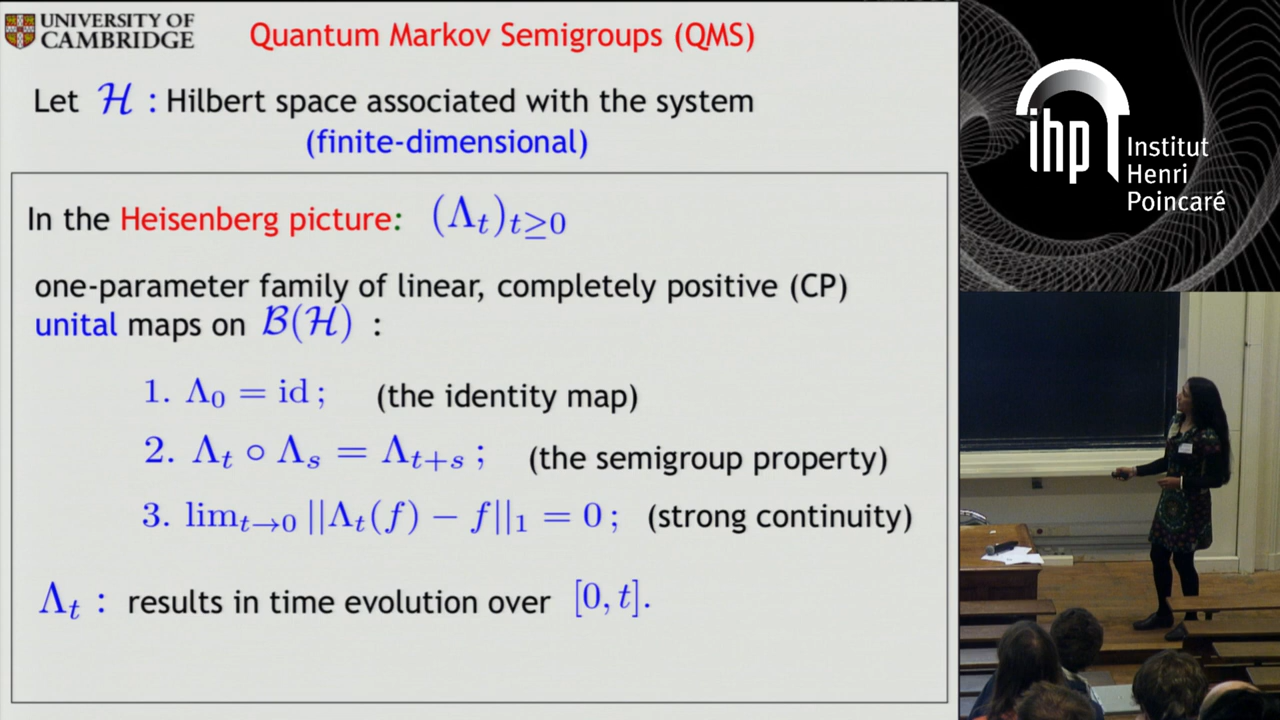 UNIVERSITY OF
CAMBRIDGE
Quantum Markov Semigroups (QMS)
Let ℋ : Hilbert space associated with the system
(finite-dimensional)
In the Heisenberg picture: (Λ_t)_{t≥0}
one-parameter family of linear, completely positive (CP)
unital maps on ℬ(ℋ) :
1. Λ_0 = id ; (the identity map)
2. Λ_t ∘ Λ_s = Λ_{t+s} ; (the semigroup property)
3. lim_{t→0} ||Λ_t(f) − f||_1 = 0 ; (strong continuity)
Λ_t : results in time evolution over [0, t].
ihp Institut
Henri
Poincaré